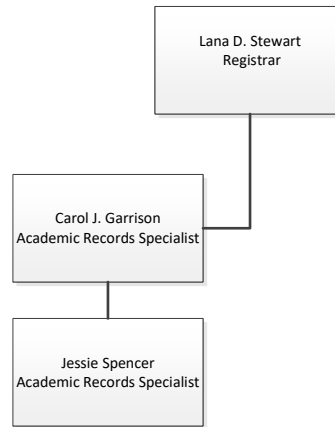 Lana D. Stewart
Registrar
Carol J. Garrison
Academic Records Specialist
Jessie Spencer
Academic Records Specialist